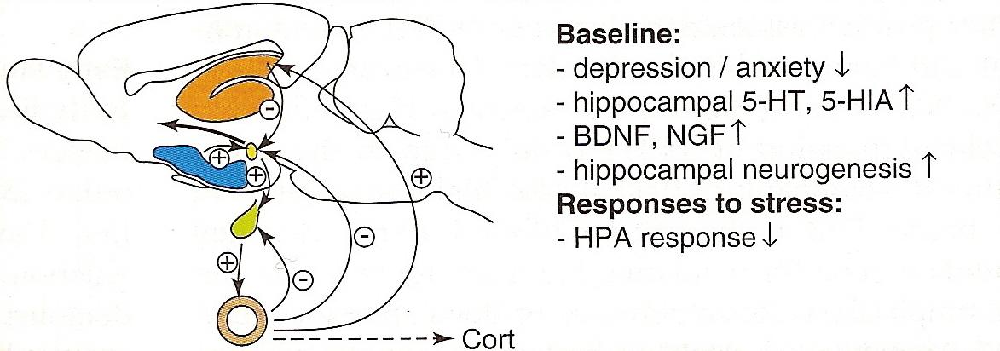 Baseline:
- depression / anxiety ↓
- hippocampal 5-HT, 5-HIA ↑
- BDNF, NGF ↑
- hippocampal neurogenesis ↑
Responses to stress:
- HPA response ↓
-
+
+
+
-
-
+
Cort